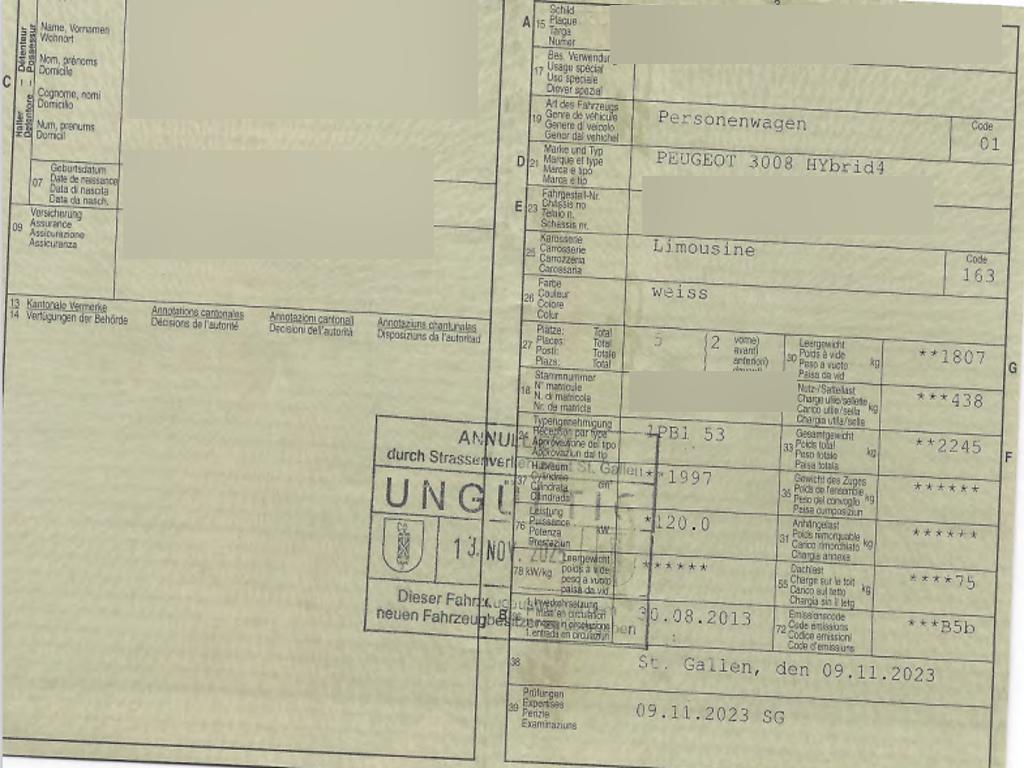 C
Halter – Détenteur
Detentore – Possessur
Name, Vornamen
Wohnort
Nom, prénoms
Domicile
Cognome, nomi
Domicilio
Num, prenums
Domicil
07
Geburtsdatum
Date de naissance
Data di nascita
Data da nasch.
09
Versicherung
Assurance
Assicurazione
Assicuranza
13 Kantonale Vermerke
14 Verfügungen der Behörde
Annotations cantonales
Décisions de l'autorité
Annotazioni cantonali
Decisioni dell'autorità
Annotaziuns chantunales
Disposiziuns da l'autoritad
durch
St. Gallen
13. NOV.
Dieser
neuen
A 15
Schild
Plaque
Targa
Numer
17
Bes.
Usage spécial
Uso speciale
Diever spezial
19
Art des Fahrzeugs
Genre de véhicule
Genere di veicolo
Gener dal vehichel
Personenwagen
Code
01
D 21
Marke und Typ
Marque et type
Marca e tipo
Marca e tip
PEUGEOT 3008 HYbrid4
E 23
Fahrgestell-Nr.
Châssis no
Telaio n.
Schassis nr.
25
Karosserie
Carrosserie
Carrozzeria
Carossaria
Limousine
Code
163
26
Farbe
Couleur
Colore
Colur
weiss
27
Plätze: Total
Places: Total
Posti: Totale
Plazs: Total
5
2
vorne)
avant)
anteriori)
30
Leergewicht
Poids à vide
Peso a vuoto
Paisa da vid
kg
**1807
G
18
Stammnummer
N° matricule
N. di matricola
Nr. da matricla
Nutz-/Sattellast
Charge utile/sellette
Carico utile/sella
Chargia utila/sella
kg
***438
24
Typengenehmigung
Réception par type
Approvazione del tipo
Approvaziun dal tip
1PB1 53
33
Gesamtgewicht
Poids total
Peso totale
Paisa totala
kg
**2245
F
37
Hubraum
Cylindrée
Cilindrata
Cilindrada
cm³
**1997
35
Gewicht des Zuges
Poids de l'ensemble
Peso del convoglio
Paisa cumposiziun
kg
******
76
Leistung
Puissance
Potenza
Prestaziun
kW
*120.0
31
Anhängelast
Poids remorquable
Carico rimorchiato
Chargia annexa
kg
******
78 kW/kg
Leergewicht
poids à vide
peso a vuoto
paisa da vid
******
55
Dachlast
Charge sur le toit
Carico sul tetto
Chargia sin il tetg
kg
****75
B
1. Inverkehrsetzung
1. mise en circulation
1. messa in circolazione
1. entrada en circulaziun
30.08.2013
72
Emissionscode
Code émissions
Codice emissioni
Code d'emissiuns
***B5b
38
St. Gallen, den 09.11.2023
39
Prüfungen
Expertises
Perizie
Examinaziuns
09.11.2023 SG